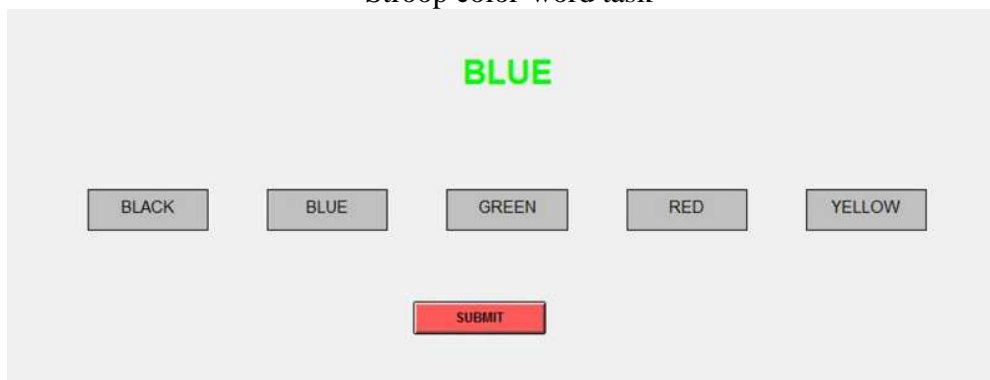 Stroop color-word task
BLUE
BLACK BLUE GREEN RED YELLOW
SUBMIT